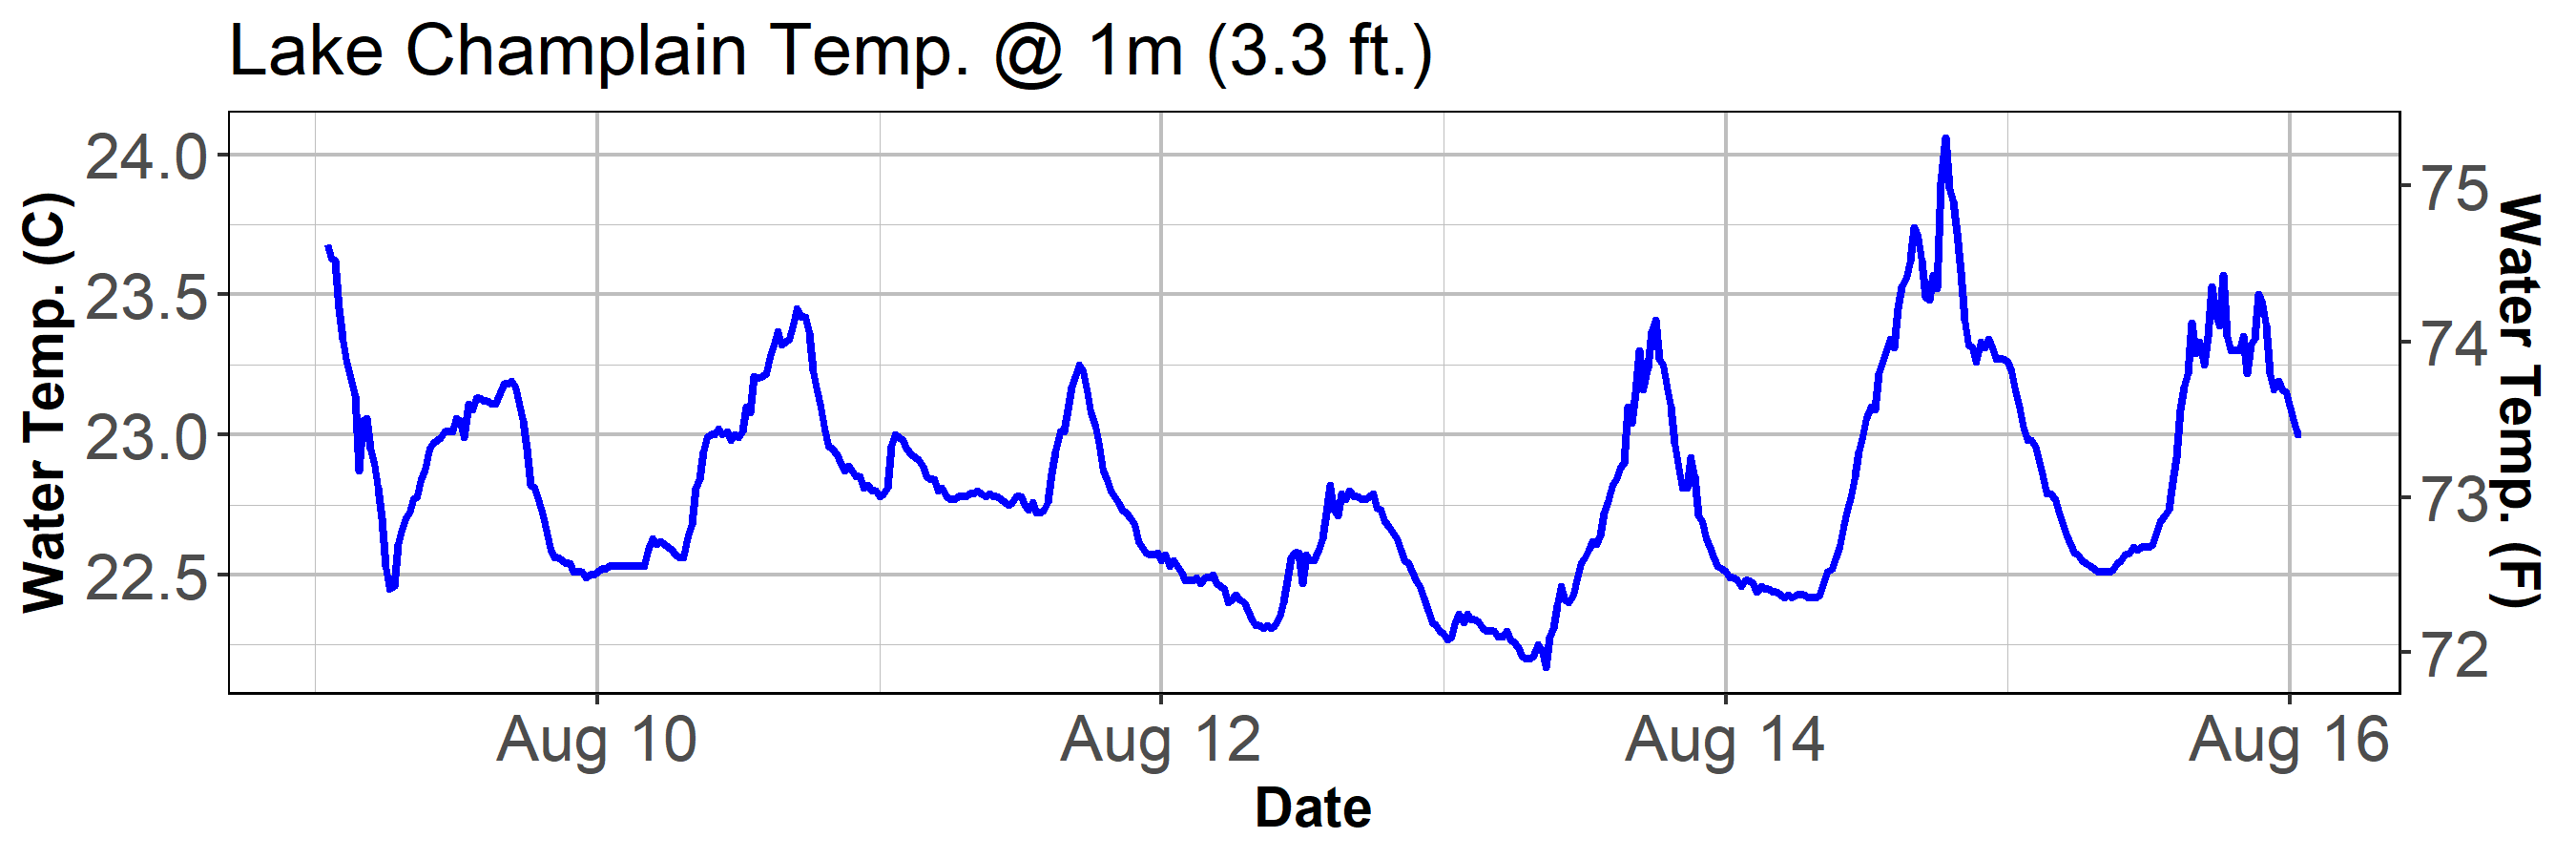 Lake Champlain Temp. @ 1m (3.3 ft.)
Water Temp. (C)
24.0
23.5
23.0
22.5
75
74
73
72
Water Temp. (F)
Aug 10 Aug 12 Aug 14 Aug 16
Date